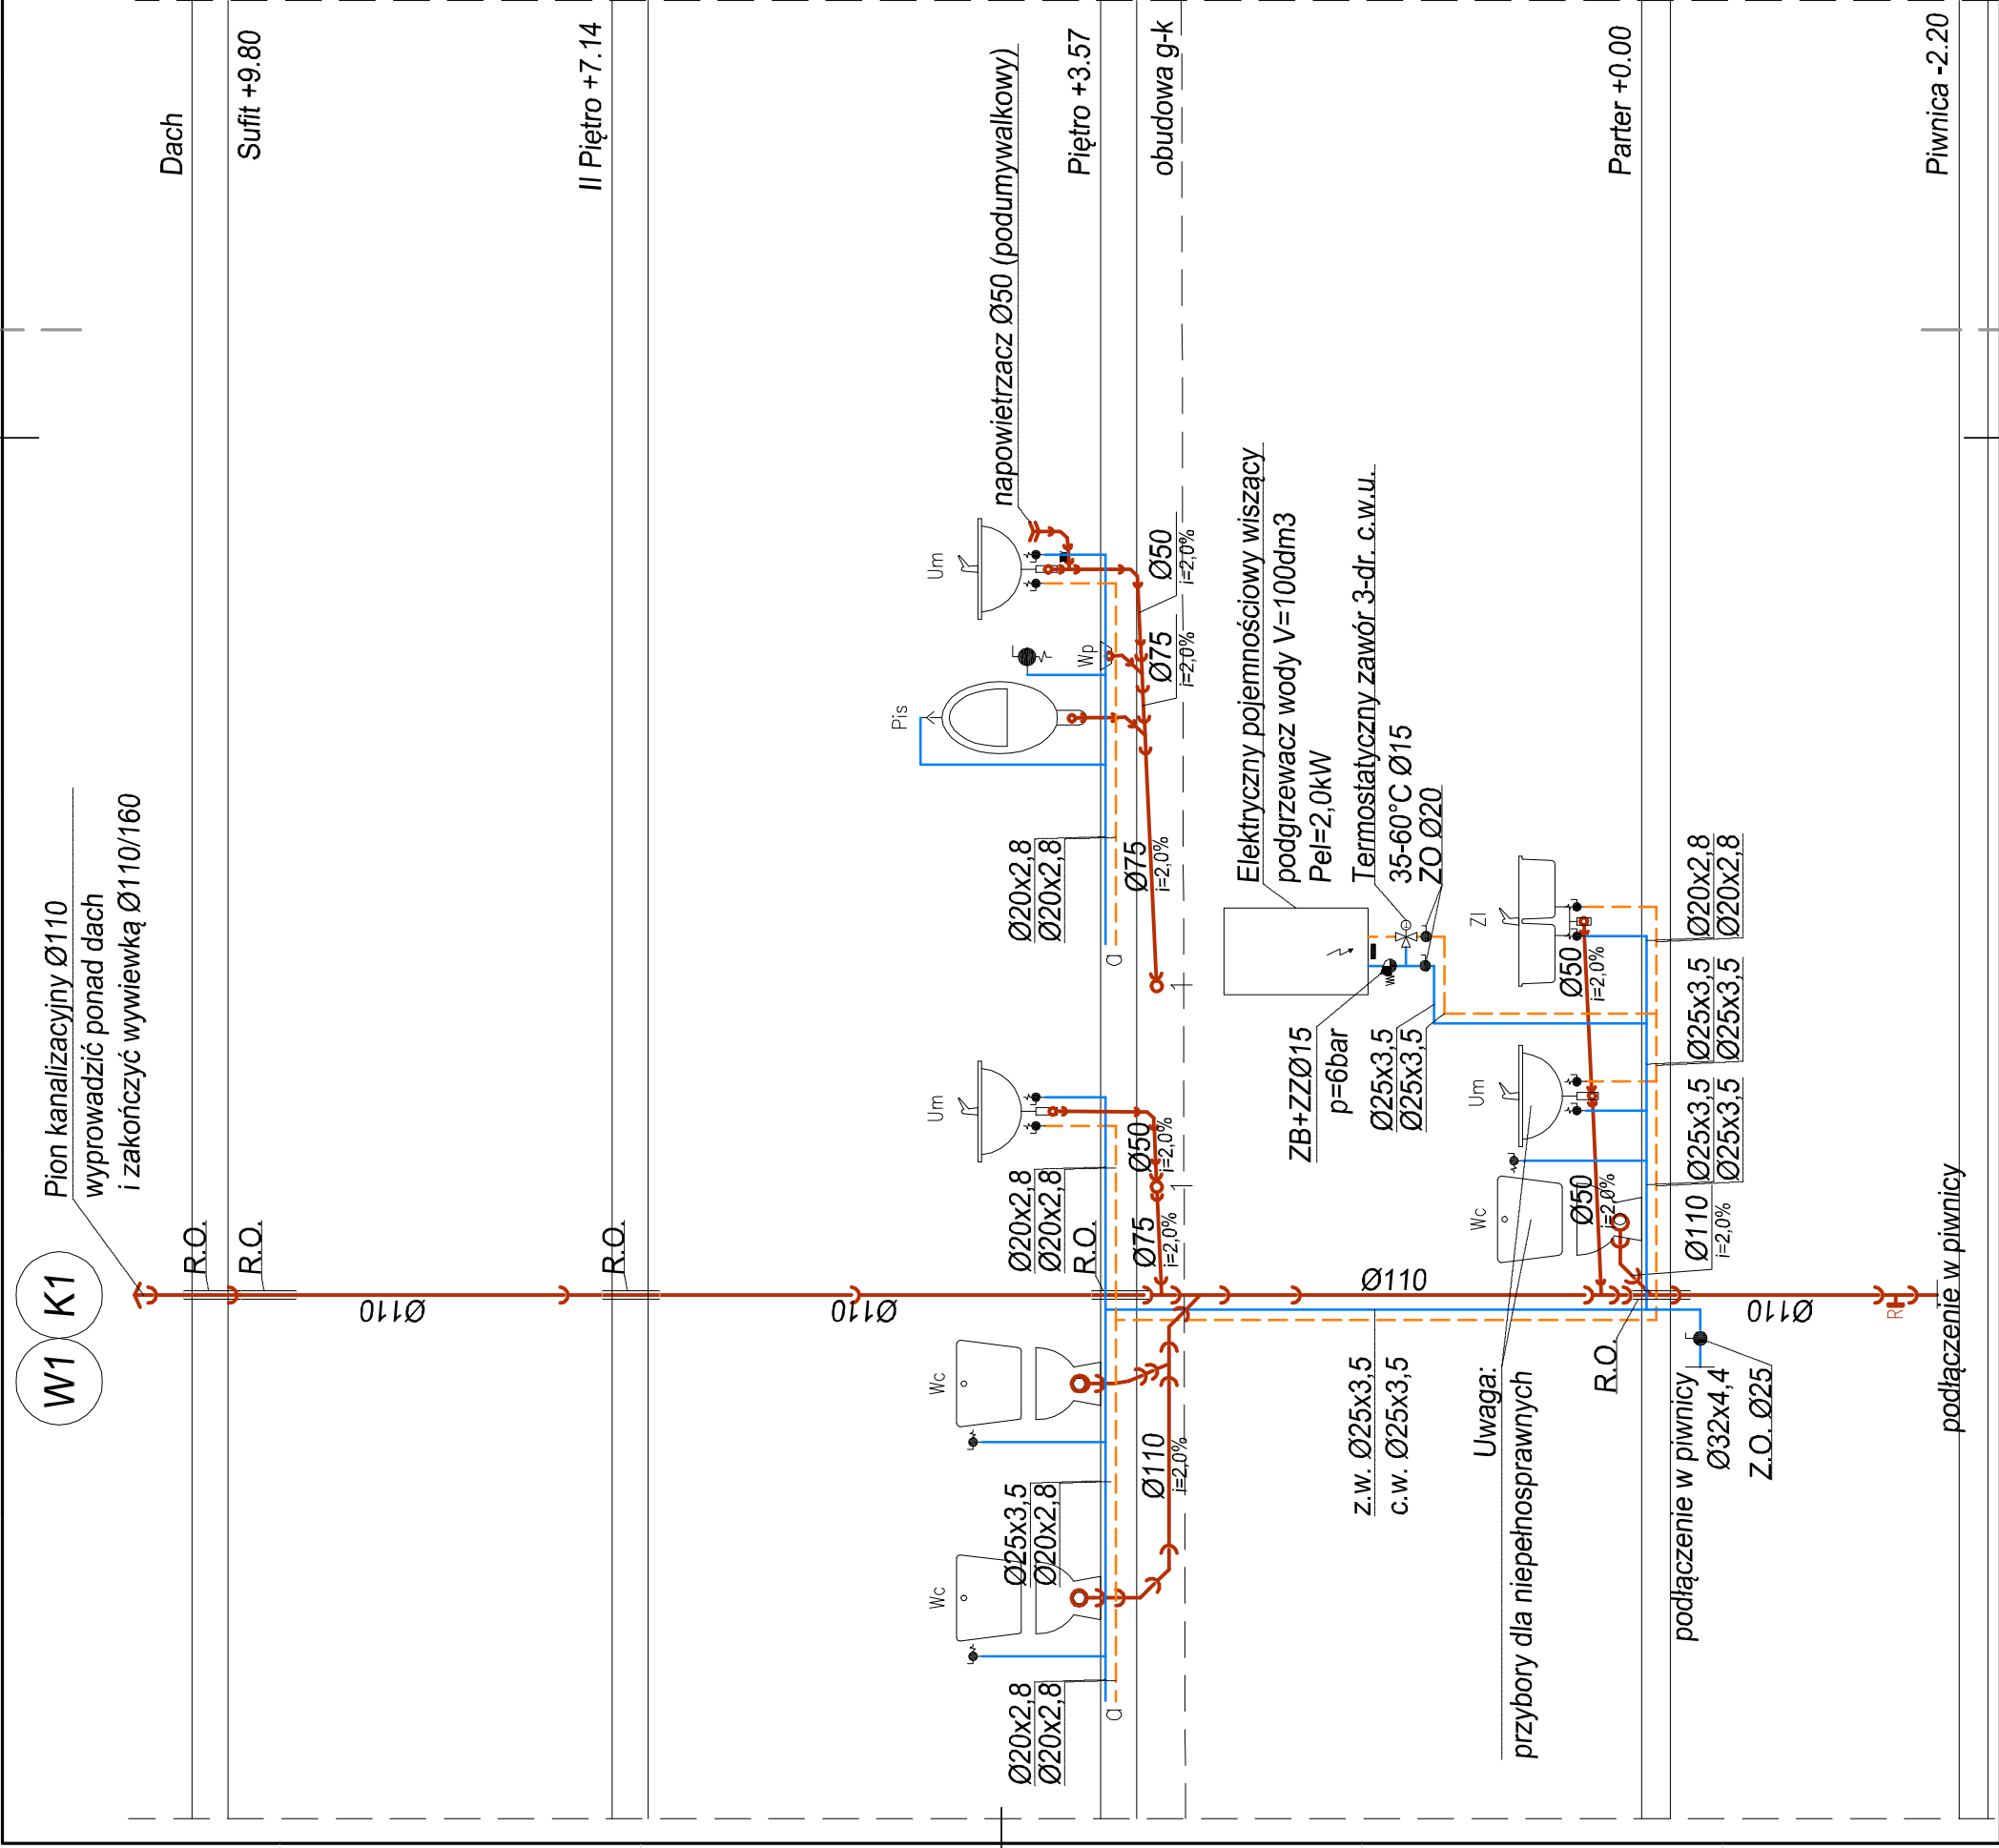 W1
K1
Pion kanalizacyjny Ø110
wyprowadzić ponad dach
i zakończyć wywiewką Ø110/160
Dach
Sufit +9.80
R.O.
R.O.
Ø110
II Piętro +7.14
R.O.
Ø110
Piętro +3.57
obudowa g-k
napowietrzacz Ø50 (podumywalkowy)
Um
Pis
Wp
Ø50
i=2,0%
Ø75
i=2,0%
Ø75
i=2,0%
Ø20x2,8
Ø20x2,8
a
1
Um
Ø50
i=2,0%
1
Ø20x2,8
Ø20x2,8
Ø75
i=2,0%
R.O.
Wc
Wc
Ø25x3,5
Ø20x2,8
Ø110
i=2,0%
Ø20x2,8
Ø20x2,8
a
Elektryczny pojemnościowy wiszący
podgrzewacz wody V=100dm3
Pel=2,0kW
Termostatyczny zawór 3-dr. c.w.u.
35-60°C Ø15
ZO Ø20
ZB+ZZØ15
p=6bar
Ø25x3,5
Ø25x3,5
Ø110
z.w. Ø25x3,5
c.w. Ø25x3,5
Zl
Um
Wc
Ø50
i=2,0%
Ø50
i=2,0%
Uwaga:
przybory dla niepełnosprawnych
Parter +0.00
Ø20x2,8
Ø20x2,8
Ø25x3,5
Ø25x3,5
Ø25x3,5
Ø25x3,5
Ø110
i=2,0%
R.O.
podłączenie w piwnicy
Ø32x4,4
Z.O. Ø25
Ø110
R
Piwnica -2.20
podłączenie w piwnicy